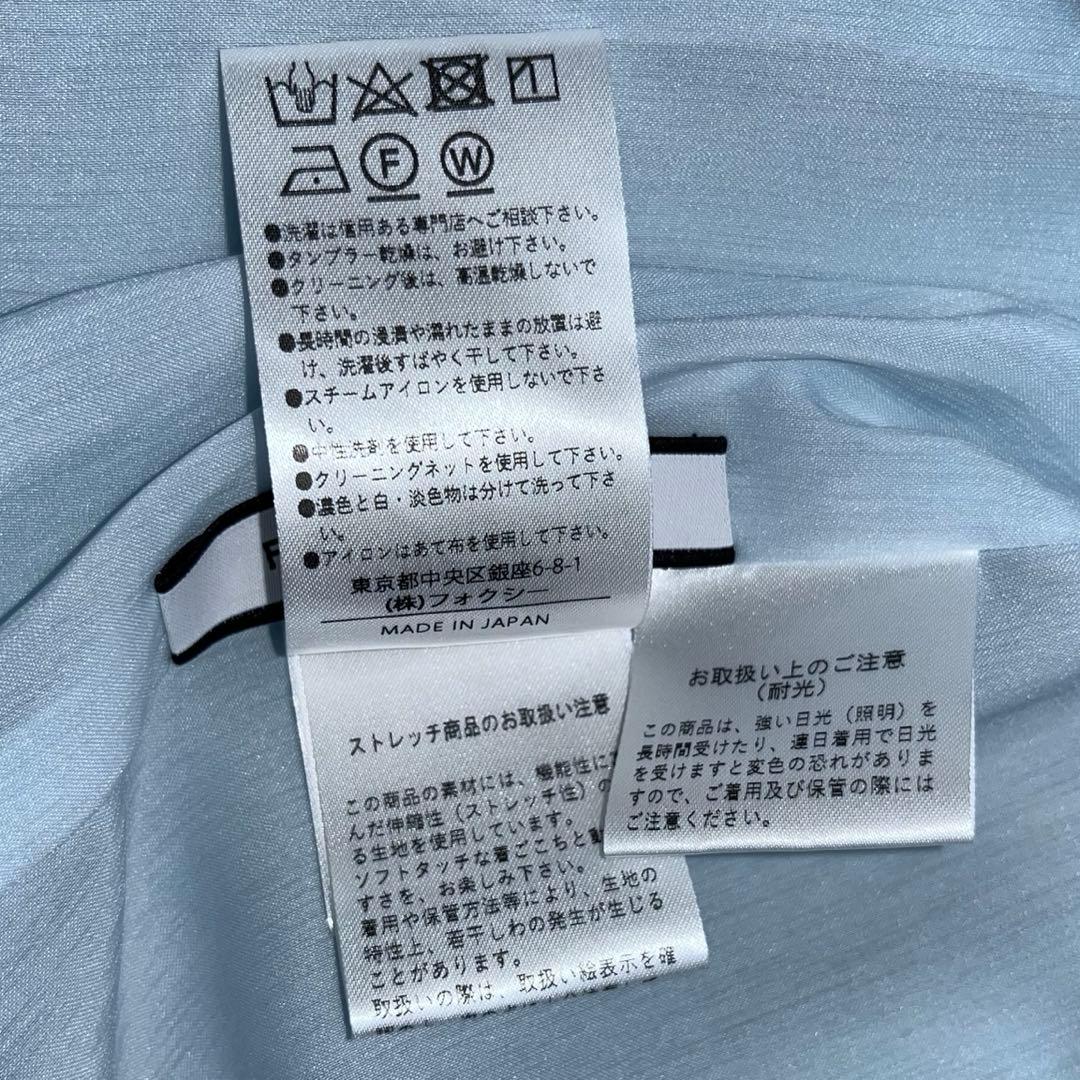 F
W
●洗濯は信用ある専門店へご相談下さい。
●タンブラー乾燥は、お避け下さい。
●クリーニング後は、高温乾燥しないで
下さい。
●長時間の浸漬や濡れたままの放置は避
け、洗濯後すばやく干して下さい。
●スチームアイロンを使用しないで下さ
い。
●中性洗剤を使用して下さい。
●クリーニングネットを使用して下さい。
●濃色と白・淡色物は分けて洗って下さ
い。
●アイロンはあて布を使用して下さい。
東京都中央区銀座6-8-1
(株)フォクシー
MADE IN JAPAN
F
ストレッチ商品のお取扱い注意
この商品の素材には、機能性に
んだ伸縮性（ストレッチ性）の
る生地を使用しています。
ソフトタッチな着ごこちと動
すさを、お楽しみ下さい。
着用や保管方法等により、生地の
特性上、若干しわの発生が生じる
ことがあります。
取扱いの際は、取扱い絵表示を確
お取扱い上のご注意
（耐光）
この商品は、強い日光（照明）を
長時間受けたり、連日着用で日光
を受けますと変色の恐れがありま
すので、ご着用及び保管の際には
ご注意ください。